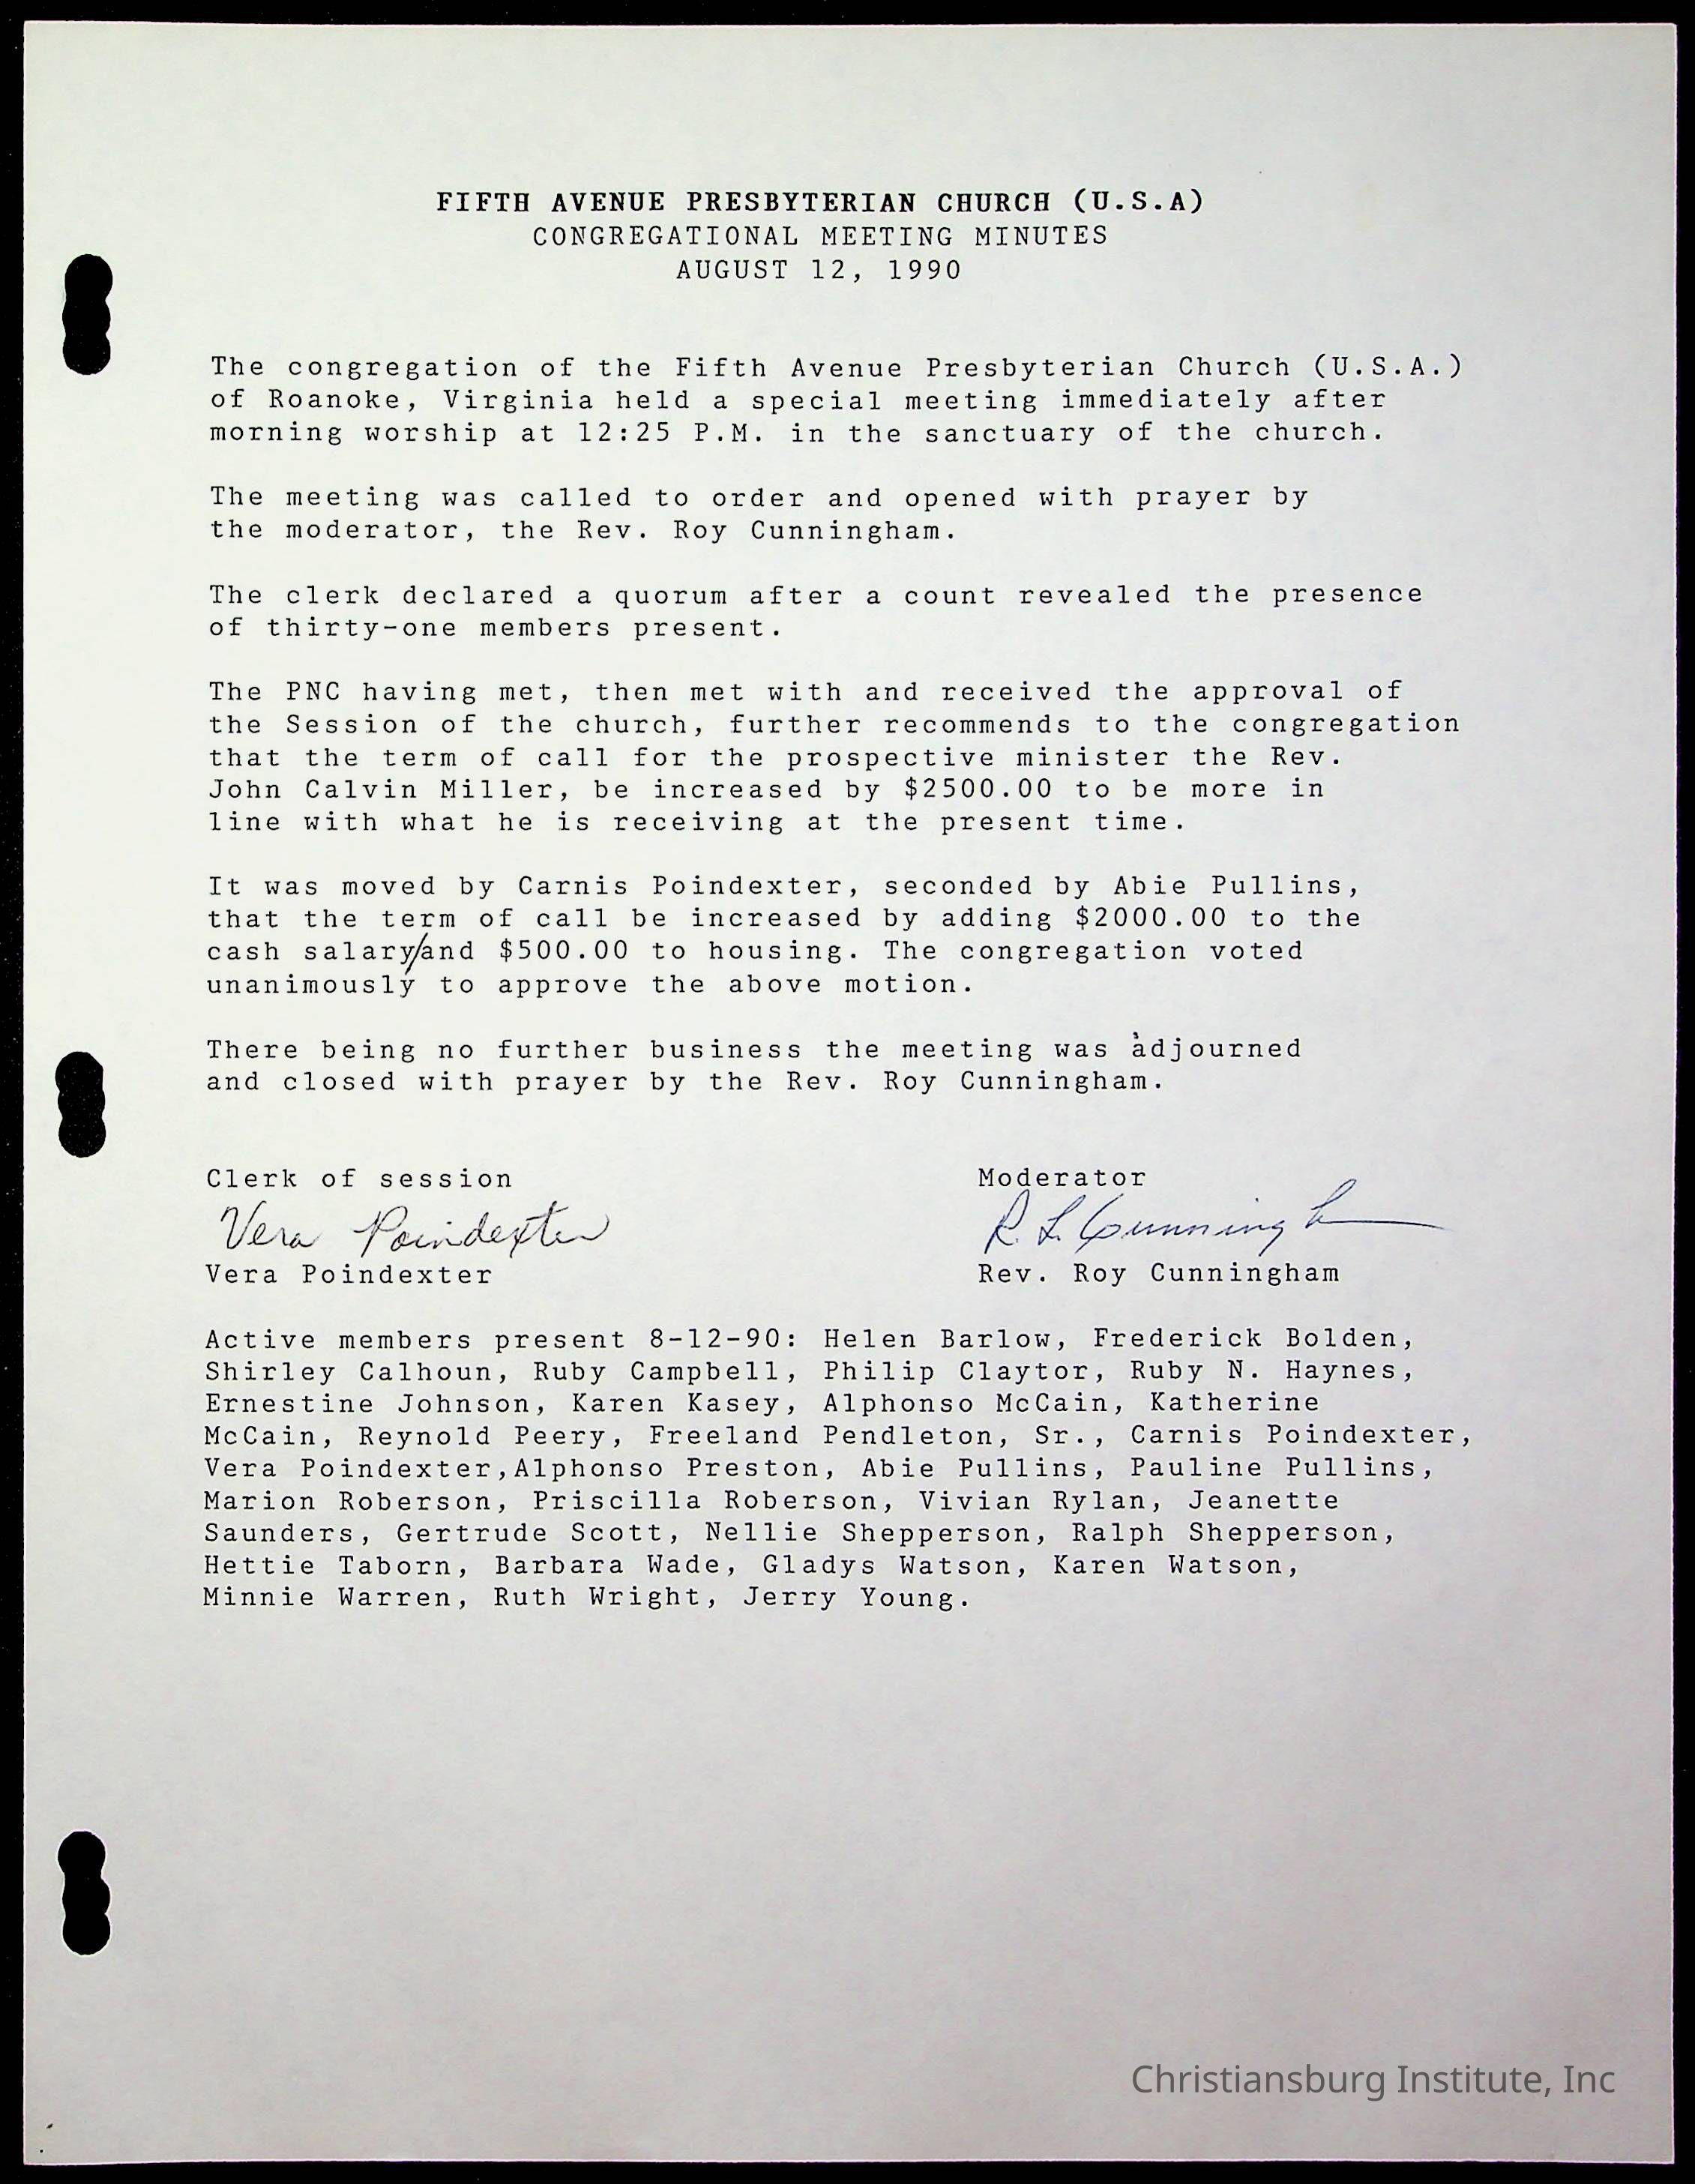 FIFTH AVENUE PRESBYTERIAN CHURCH (U.S.A)
CONGREGATIONAL MEETING MINUTES
AUGUST 12, 1990
The congregation of the Fifth Avenue Presbyterian Church (U.S.A.)
of Roanoke, Virginia held a special meeting immediately after
morning worship at 12:25 P.M. in the sanctuary of the church.
The meeting was called to order and opened with prayer by
the moderator, the Rev. Roy Cunningham.
The clerk declared a quorum after a count revealed the presence
of thirty-one members present.
The PNC having met, then met with and received the approval of
the Session of the church, further recommends to the congregation
that the term of call for the prospective minister the Rev.
John Calvin Miller, be increased by $2500.00 to be more in
line with what he is receiving at the present time.
It was moved by Carnis Poindexter, seconded by Abie Pullins,
that the term of call be increased by adding $2000.00 to the
cash salary/and $500.00 to housing. The congregation voted
unanimously to approve the above motion.
There being no further business the meeting was adjourned
and closed with prayer by the Rev. Roy Cunningham.
Clerk of session Moderator
Vera Poindexter R. L. Cunningham
Vera Poindexter Rev. Roy Cunningham
Active members present 8-12-90: Helen Barlow, Frederick Bolden,
Shirley Calhoun, Ruby Campbell, Philip Claytor, Ruby N. Haynes,
Ernestine Johnson, Karen Kasey, Alphonso McCain, Katherine
McCain, Reynold Peery, Freeland Pendleton, Sr., Carnis Poindexter,
Vera Poindexter,Alphonso Preston, Abie Pullins, Pauline Pullins,
Marion Roberson, Priscilla Roberson, Vivian Rylan, Jeanette
Saunders, Gertrude Scott, Nellie Shepperson, Ralph Shepperson,
Hettie Taborn, Barbara Wade, Gladys Watson, Karen Watson,
Minnie Warren, Ruth Wright, Jerry Young.
Christiansburg Institute, Inc